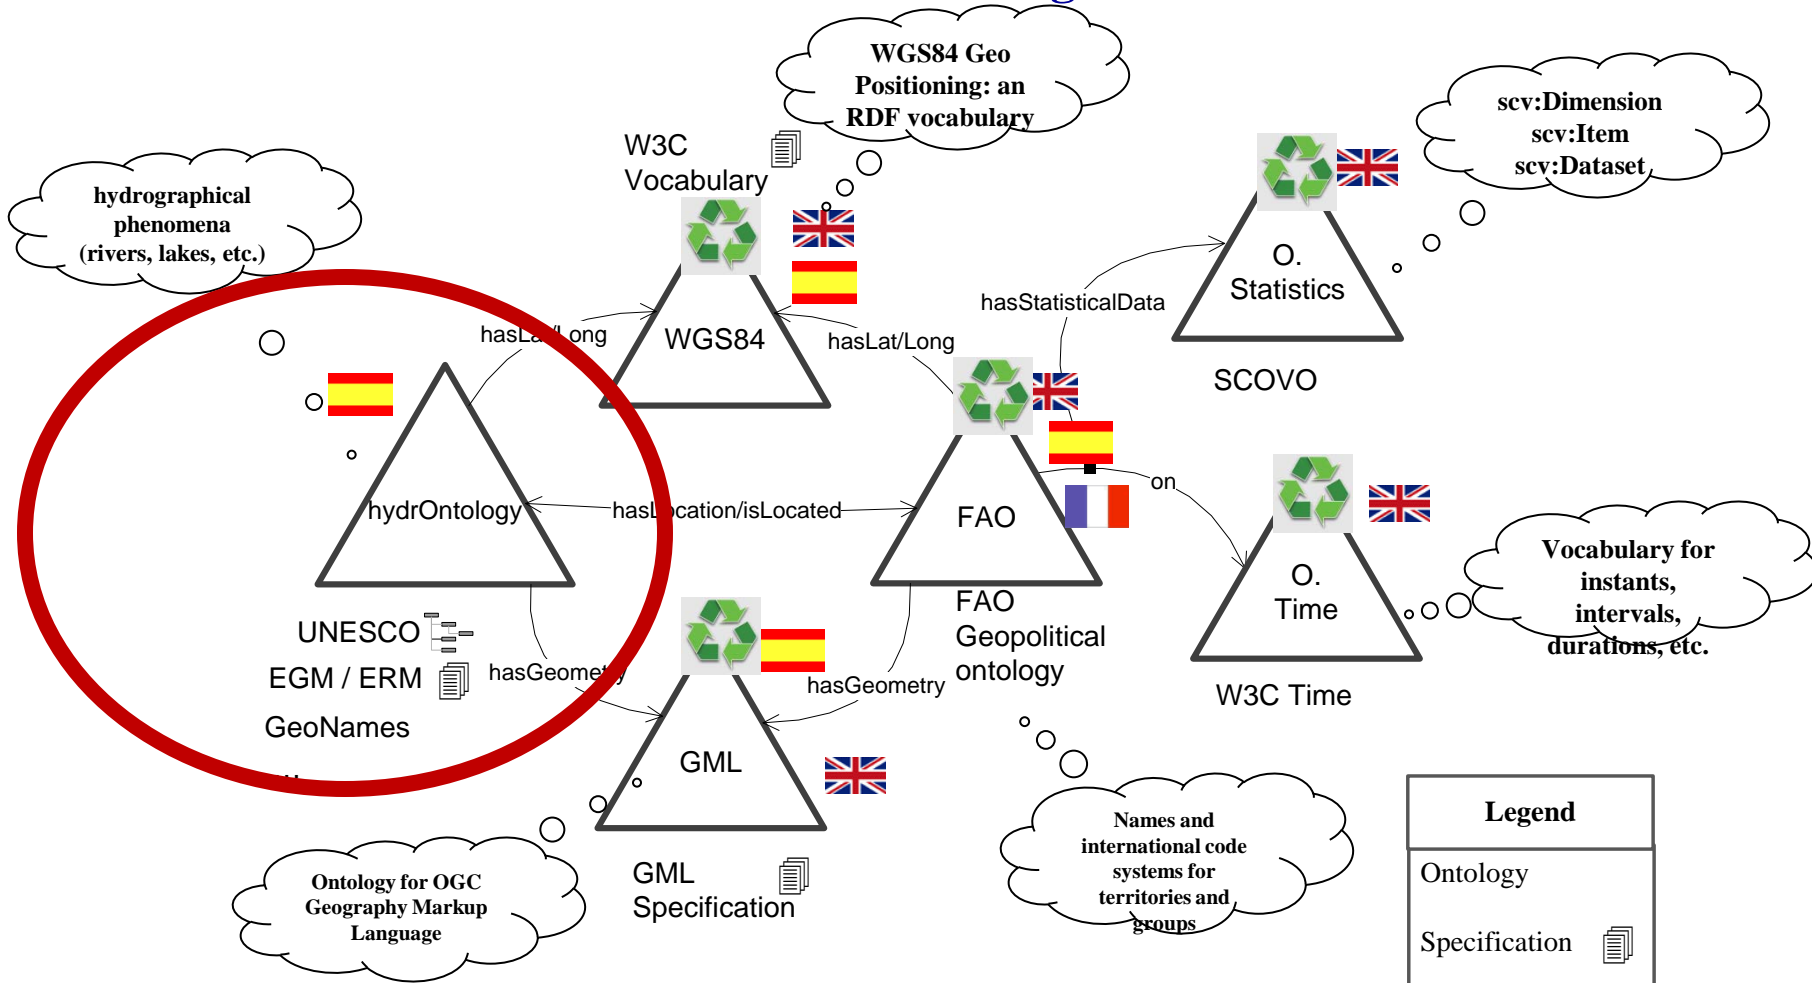 WGS84 Geo
Positioning: an
RDF vocabulary
scv:Dimension
scv:Item
scv:Dataset
W3C
Vocabulary
hydrographical
phenomena
(rivers, lakes, etc.)
O.
Statistics
hasStatisticalData
hasLat/Long
WGS84
hasLat/Long
SCOVO
hydrOntology
hasLocation/isLocated
FAO
on
O.
Time
Vocabulary for
instants,
intervals,
durations, etc.
FAO
Geopolitical
ontology
UNESCO
EGM / ERM
GeoNames
hasGeometry
hasGeometry
W3C Time
GML
GML
Specification
Ontology for OGC
Geography Markup
Language
Names and
international code
systems for
territories and
groups
Legend
Ontology
Specification